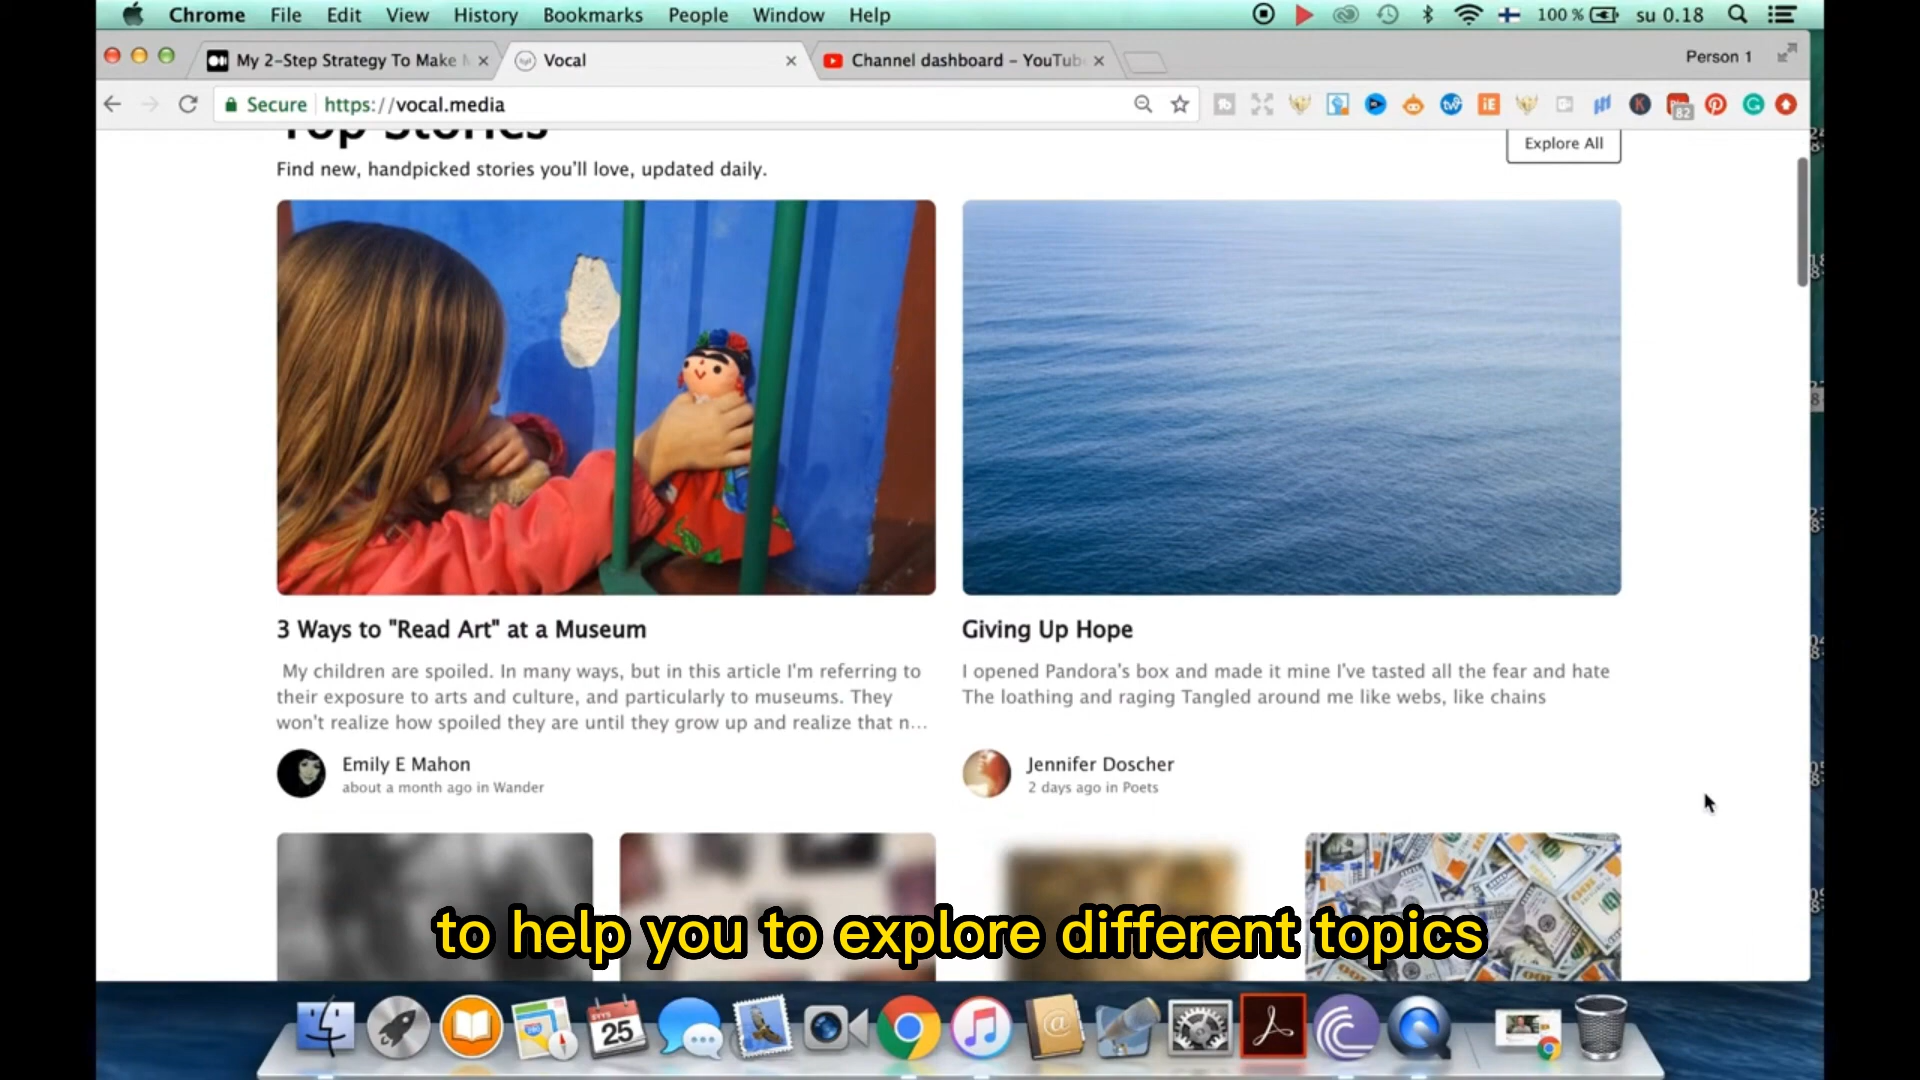 Chrome File Edit View History Bookmarks People Window Help 100 % su 0.18
My 2-Step Strategy To Make
Vocal
Channel dashboard - YouTub
Person 1
Secure https://vocal.media
82
Top Stories
Explore All
Find new, handpicked stories you'll love, updated daily.
3 Ways to "Read Art" at a Museum
My children are spoiled. In many ways, but in this article I'm referring to
their exposure to arts and culture, and particularly to museums. They
won't realize how spoiled they are until they grow up and realize that n...
Emily E Mahon
about a month ago in Wander
Giving Up Hope
I opened Pandora's box and made it mine I've tasted all the fear and hate
The loathing and raging Tangled around me like webs, like chains
Jennifer Doscher
2 days ago in Poets
to help you to explore different topics
SYYS
25